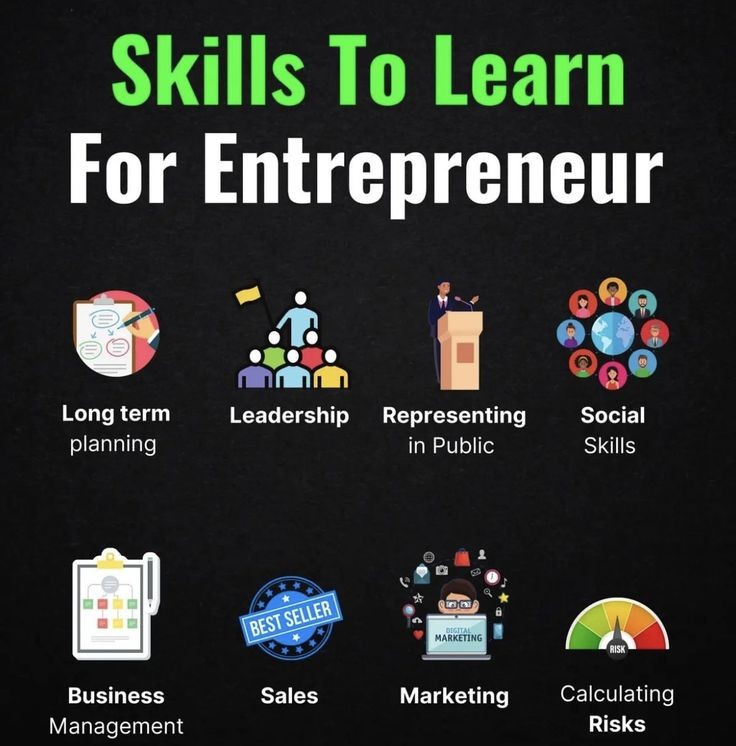 Skills To Learn
For Entrepreneur
Long term
planning
Leadership
Representing
in Public
Social
Skills
Business
Management
BEST SELLER
Sales
DIGITAL
MARKETING
Marketing
RISK
Calculating
Risks